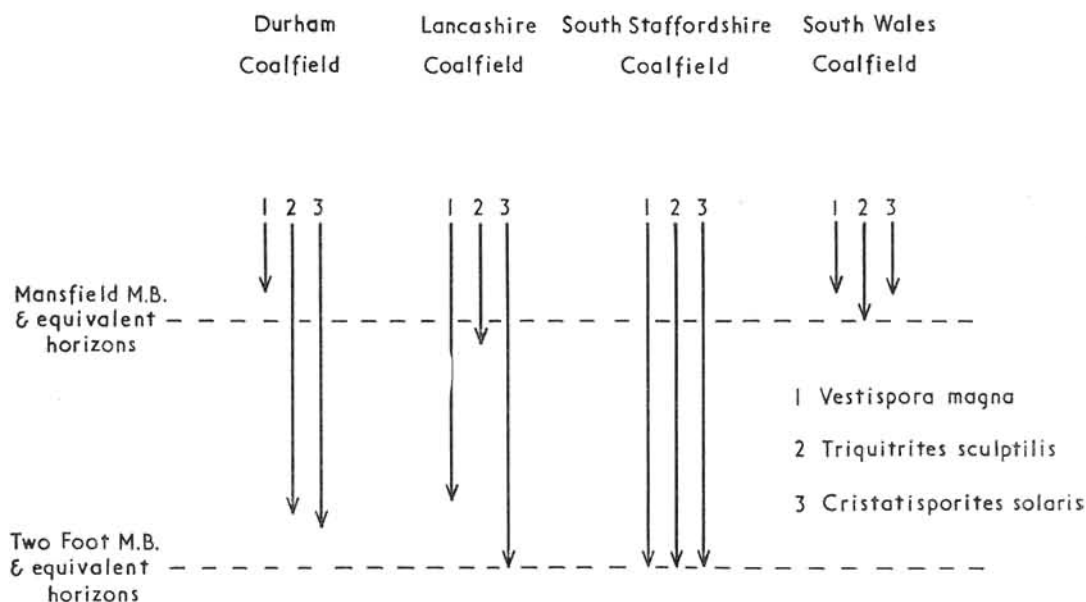 Durham Lancashire South Staffordshire South Wales
Coalfield Coalfield Coalfield Coalfield
1 2 3 1 2 3 1 2 3 1 2 3
Mansfield M.B.
& equivalent
horizons
1 Vestispora magna
2 Triquitrites sculptilis
3 Cristatisporites solaris
Two Foot M.B.
& equivalent
horizons